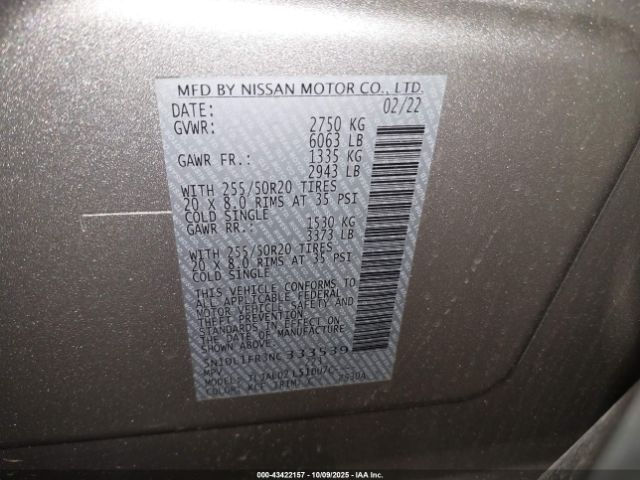 MFD BY NISSAN MOTOR CO., LTD.
DATE: 02/22
GVWR: 2750 KG
6063 LB
GAWR FR.: 1335 KG
2943 LB
WITH 255/50R20 TIRES
20 X 8.0 RIMS AT 35 PSI
COLD SINGLE
GAWR RR.: 1530 KG
3373 LB
WITH 255/50R20 TIRES
20 X 8.0 RIMS AT 35 PSI
COLD SINGLE
THIS VEHICLE CONFORMS TO
ALL APPLICABLE FEDERAL
MOTOR VEHICLE SAFETY AND
THEFT PREVENTION
STANDARDS IN EFFECT ON
THE DATE OF MANUFACTURE
SHOWN ABOVE.
5N1DL1FR3NC333539
MPV
MODEL:
COLOR: TRIM:
000-43422157 - 10/09/2025 - IAA Inc.